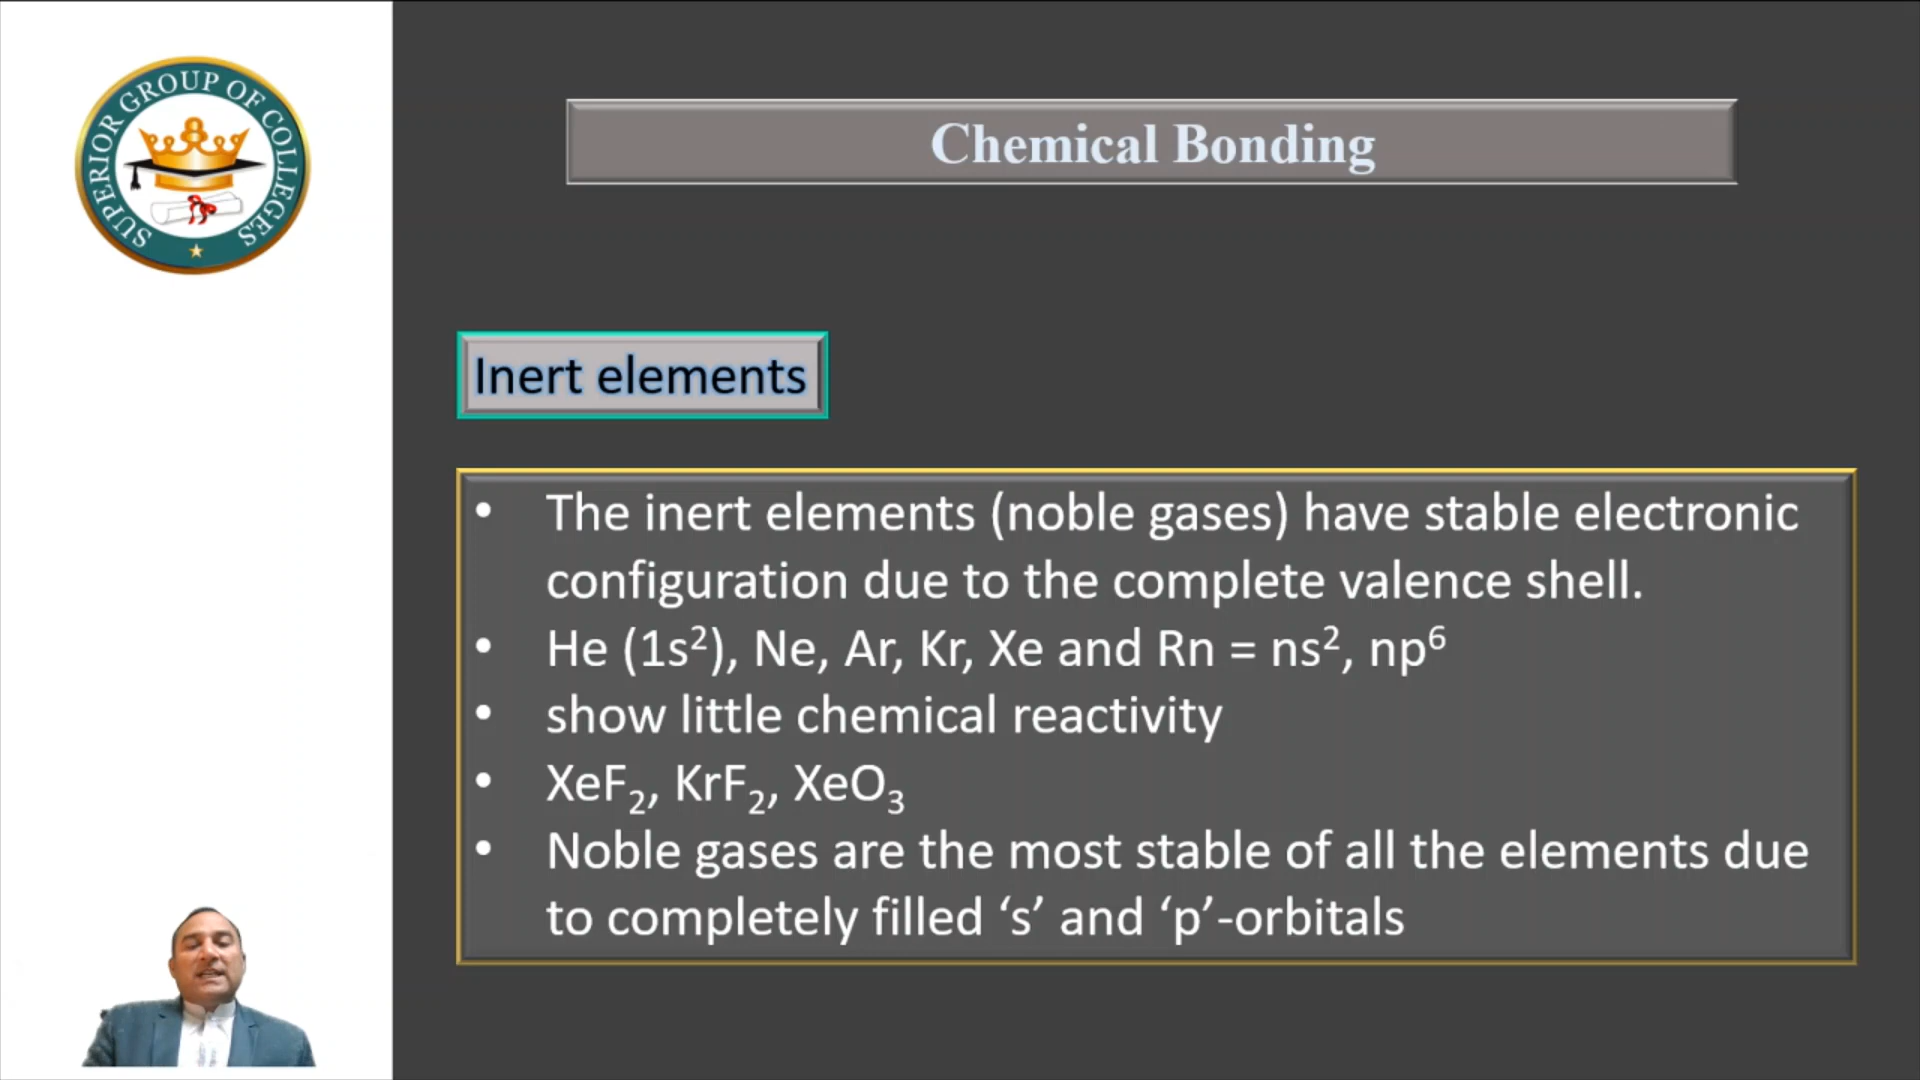 SUPERIOR GROUP OF COLLEGES
Chemical Bonding
Inert elements
• The inert elements (noble gases) have stable electronic
configuration due to the complete valence shell.
• He (1s²), Ne, Ar, Kr, Xe and Rn = ns², np⁶
• show little chemical reactivity
• XeF₂, KrF₂, XeO₃
• Noble gases are the most stable of all the elements due
to completely filled ‘s’ and ‘p’-orbitals